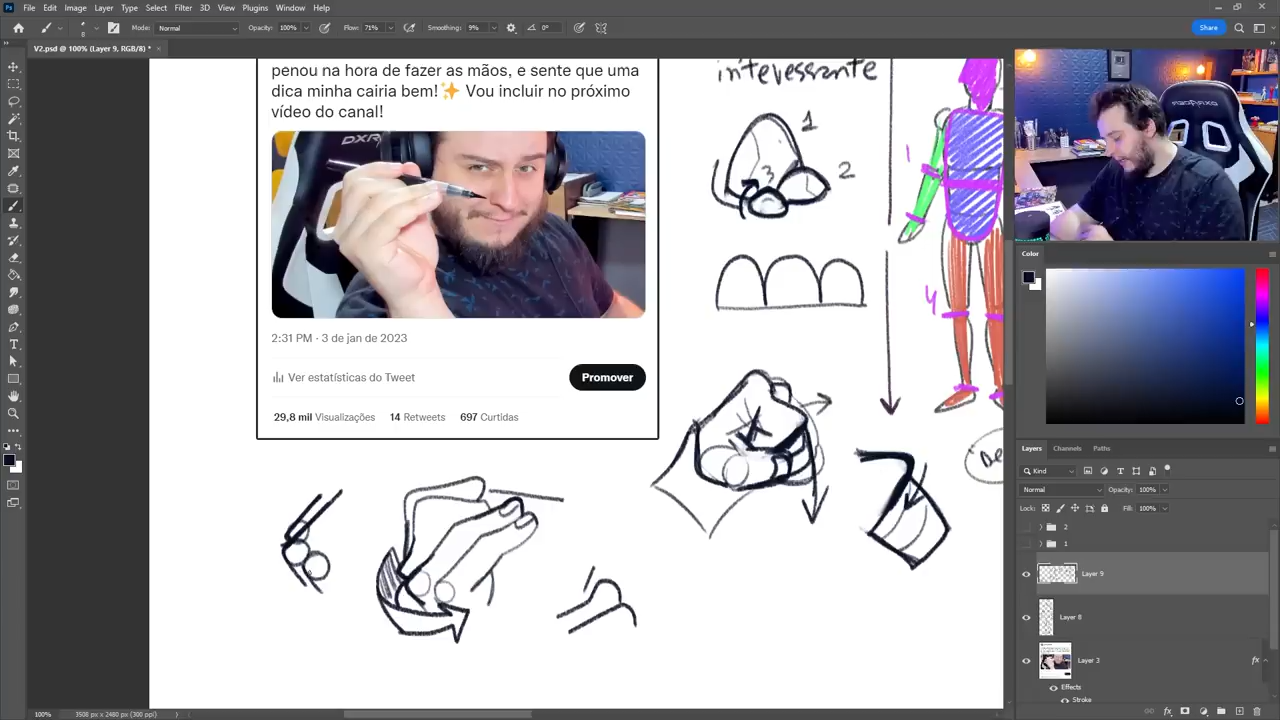 File Edit Image Layer Type Select Filter 3D View Plugins Window Help
Mode: Normal Opacity: 100% Flow: 71% Smoothing: 9% 0° Share
V2.psd @ 100% (Layer 9, RGB/8) *
penou na hora de fazer as mãos, e sente que uma
dica minha cairia bem!✨ Vou incluir no próximo
vídeo do canal!
DXR
2:31 PM · 3 de jan de 2023
Ver estatísticas do Tweet
Promover
29,8 mil Visualizações 14 Retweets 697 Curtidas
interessante
1
2
3
1
4
De
Color
Layers Channels Paths
Kind
Normal Opacity: 100%
Lock: Fill: 100%
2
1
Layer 9
Layer 8
Layer 3
fx
Effects
Stroke
100% 3508 px x 2480 px (300 ppi)